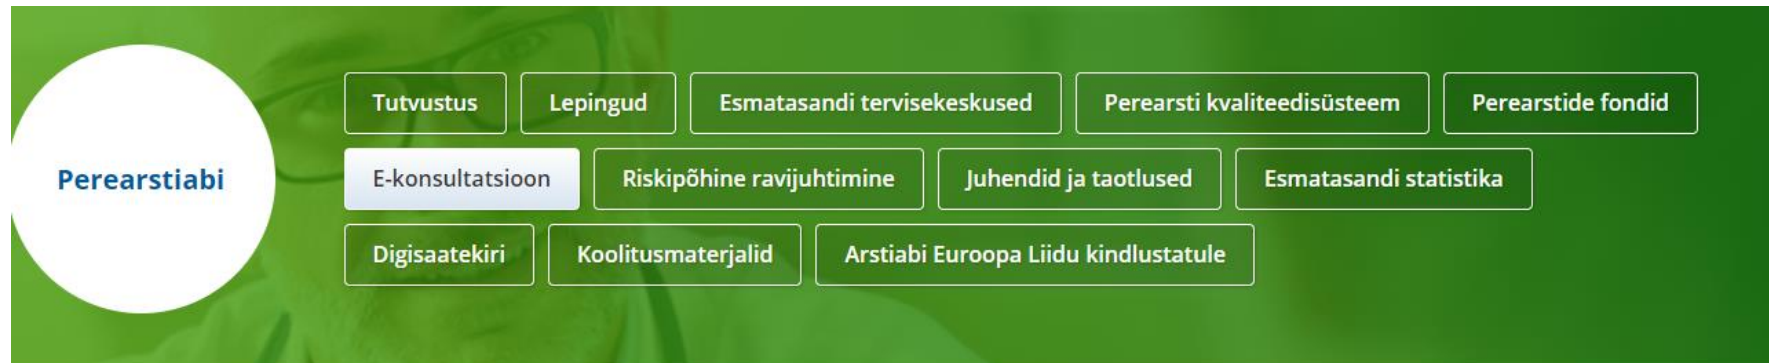 Perearstiabi
Tutvustus Lepingud Esmatasandi tervisekeskused Perearsti kvaliteedisüsteem Perearstide fondid
E-konsultatsioon Riskipõhine ravijuhtimine Juhendid ja taotlused Esmatasandi statistika
Digisaatekiri Koolitusmaterjalid Arstiabi Euroopa Liidu kindlustatule